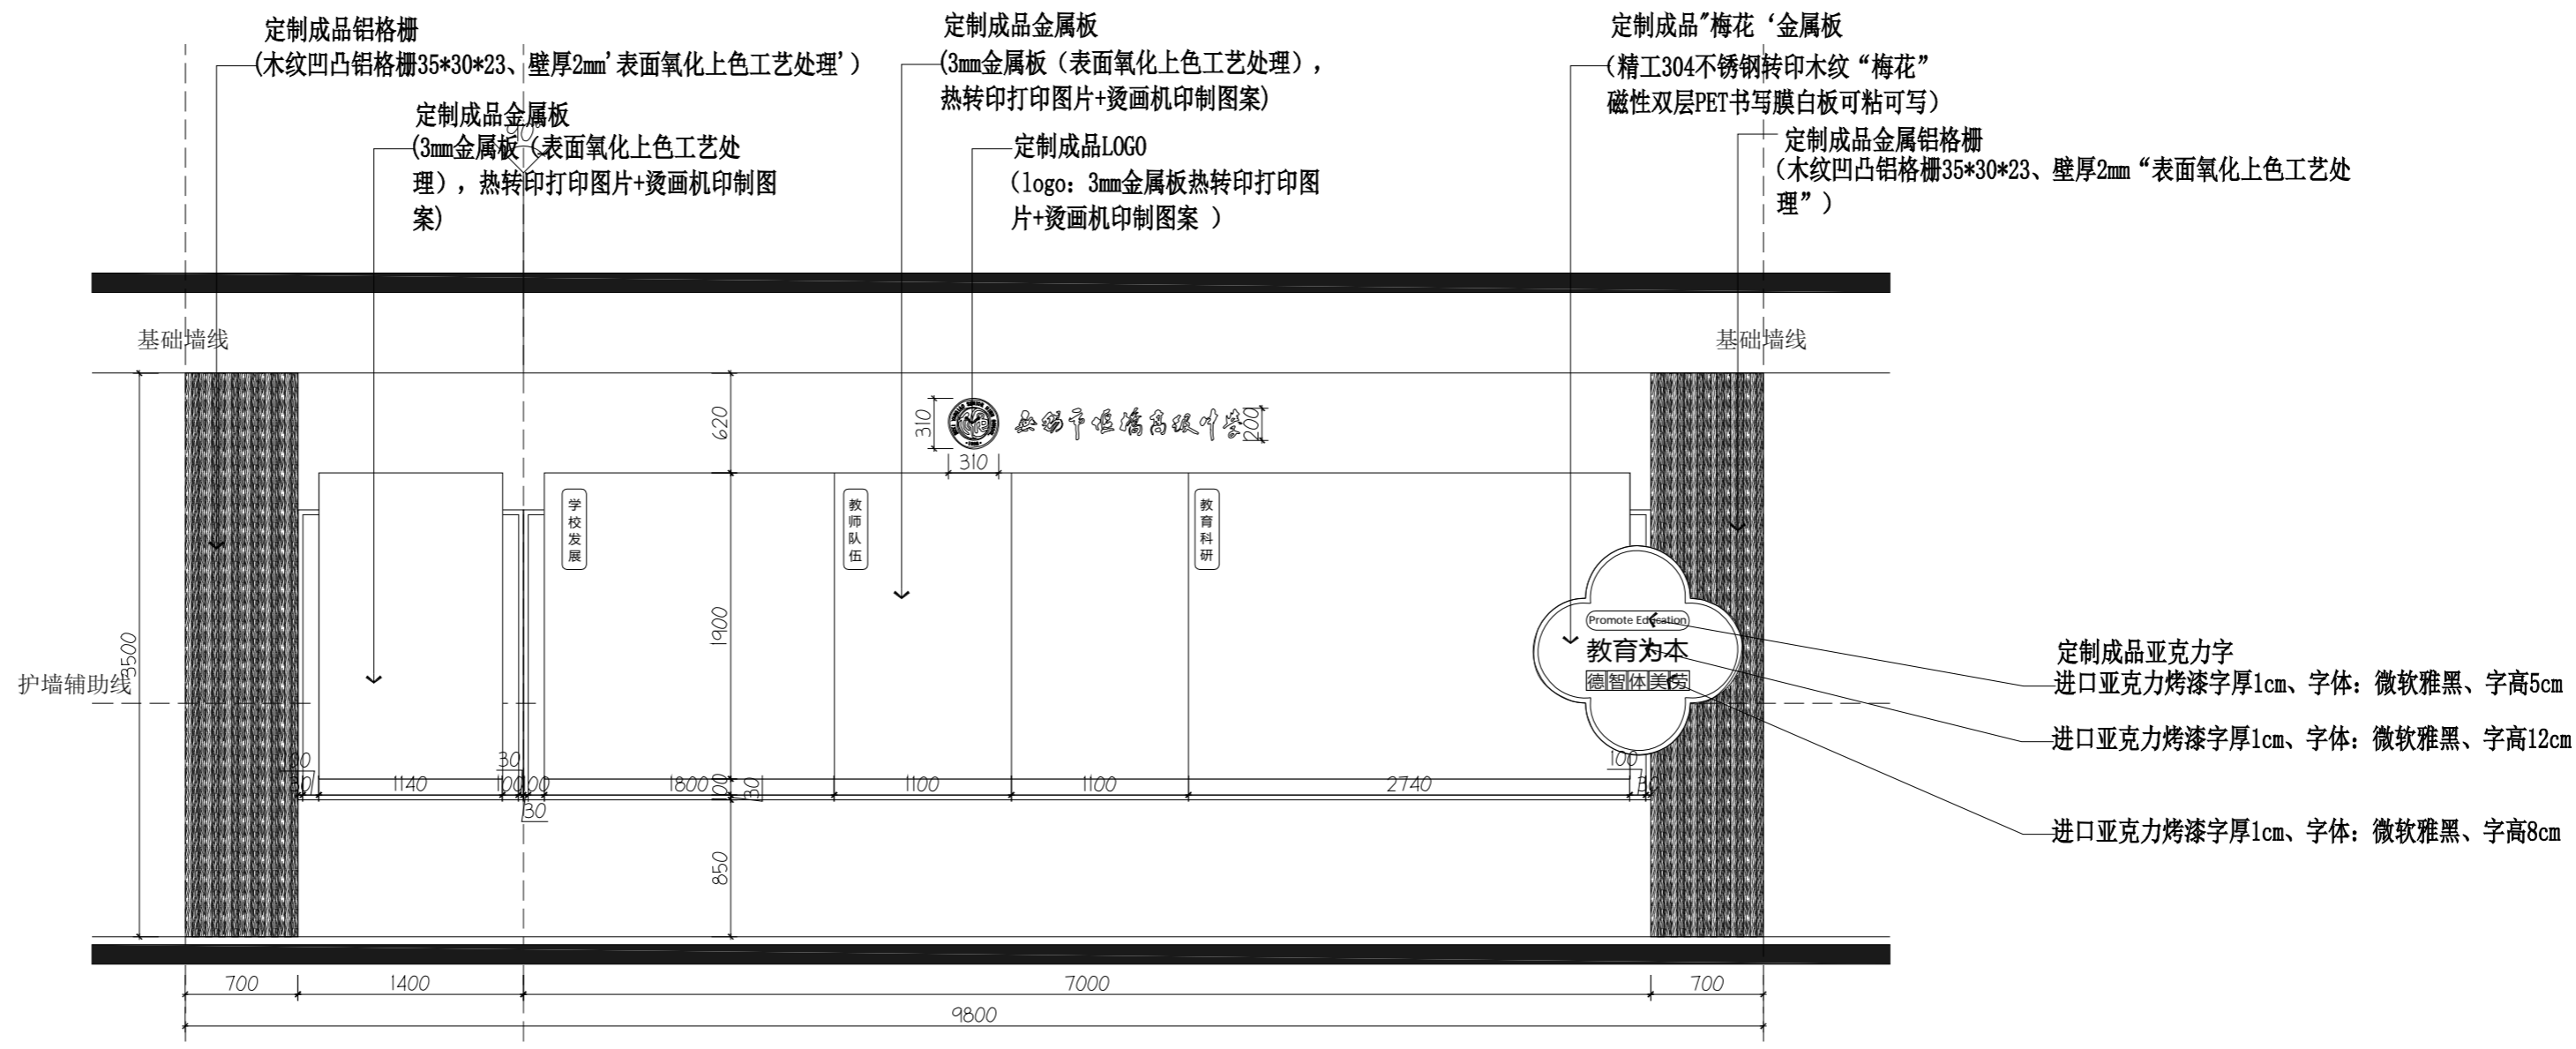 定制成品铝格栅
(木纹凹凸铝格栅35*30*23、壁厚2mm'表面氧化上色工艺处理'）
定制成品金属板
(3mm金属板（表面氧化上色工艺处
理），热转印打印图片+烫画机印制图
案)
90°
定制成品金属板
(3mm金属板（表面氧化上色工艺处理），
热转印打印图片+烫画机印制图案)
定制成品LOGO
（logo：3mm金属板热转印打印图
片+烫画机印制图案 ）
定制成品"梅花‘金属板
（精工304不锈钢转印木纹“梅花”
磁性双层PET书写膜白板可粘可写）
定制成品金属铝格栅
（木纹凹凸铝格栅35*30*23、壁厚2mm“表面氧化上色工艺处
理”）
基础墙线
基础墙线
护墙辅助线
3500
620
1900
100
30
850
310
310
无锡市堰桥高级中学
200
学校发展
教师队伍
教育科研
Promote Education
教育为本
德智体美劳
定制成品亚克力字
进口亚克力烤漆字厚1cm、字体：微软雅黑、字高5cm
进口亚克力烤漆字厚1cm、字体：微软雅黑、字高12cm
进口亚克力烤漆字厚1cm、字体：微软雅黑、字高8cm
30
1140
100
30
30
1800
1100
1100
2740
100
30
700
1400
7000
700
9800